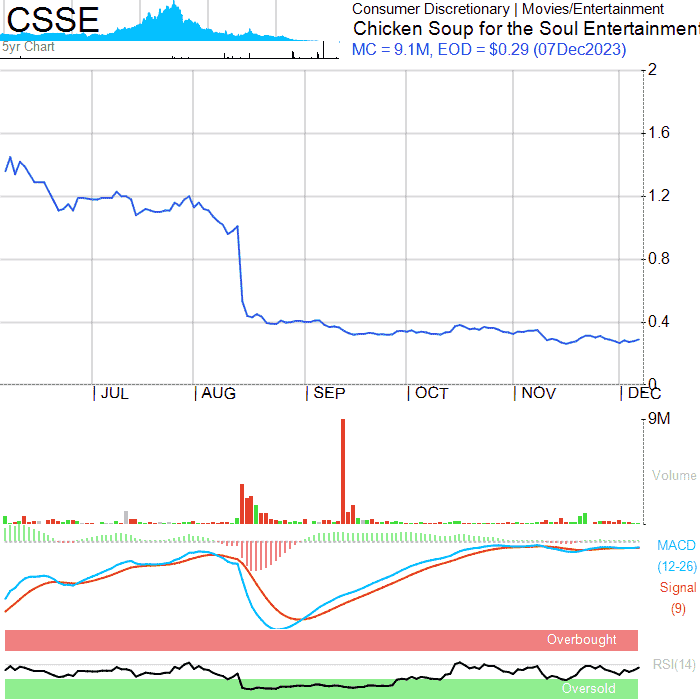 CSSE
5yr Chart
Consumer Discretionary | Movies/Entertainment
Chicken Soup for the Soul Entertainment
MC = 9.1M, EOD = $0.29 (07Dec2023)
2
1.6
1.2
0.8
0.4
0
JUL AUG SEP OCT NOV DEC
9M
Volume
MACD
(12-26)
Signal
(9)
Overbought
RSI(14)
Oversold